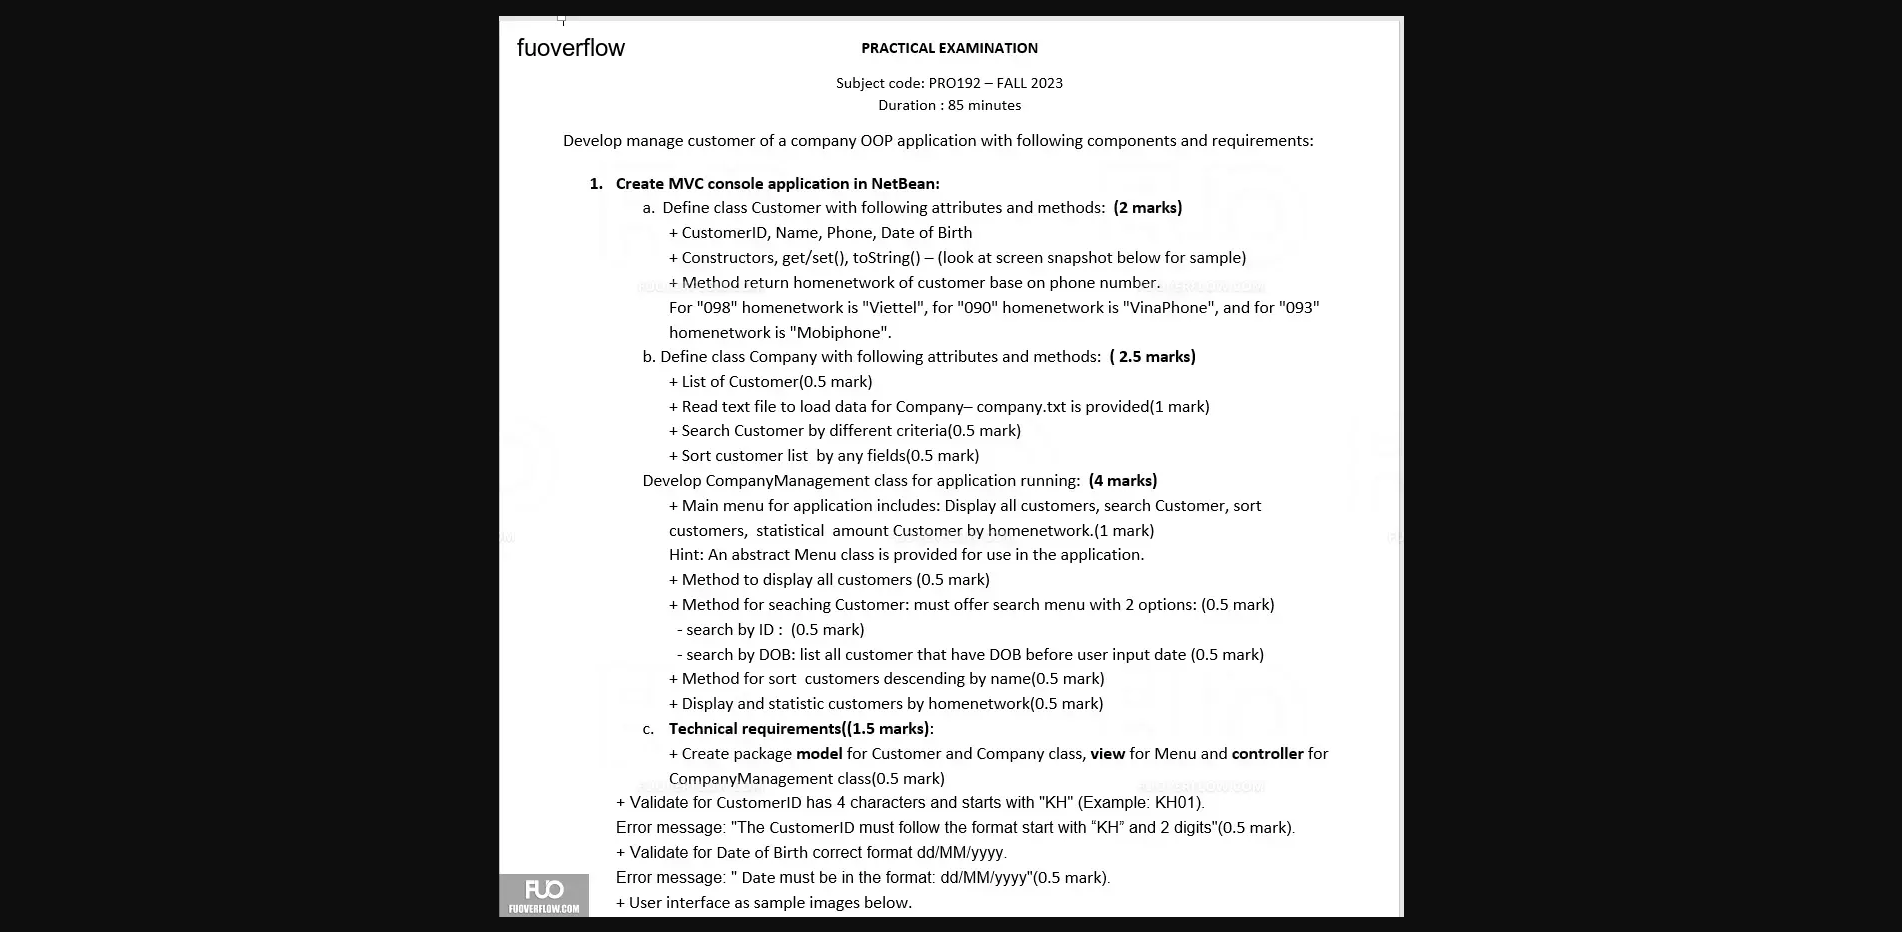 fuoverflow
PRACTICAL EXAMINATION
Subject code: PRO192 – FALL 2023
Duration : 85 minutes
Develop manage customer of a company OOP application with following components and requirements:
1. Create MVC console application in NetBean:
a. Define class Customer with following attributes and methods: (2 marks)
+ CustomerID, Name, Phone, Date of Birth
+ Constructors, get/set(), toString() – (look at screen snapshot below for sample)
+ Method return homenetwork of customer base on phone number.
For "098" homenetwork is "Viettel", for "090" homenetwork is "VinaPhone", and for "093"
homenetwork is "Mobiphone".
b. Define class Company with following attributes and methods: ( 2.5 marks)
+ List of Customer(0.5 mark)
+ Read text file to load data for Company– company.txt is provided(1 mark)
+ Search Customer by different criteria(0.5 mark)
+ Sort customer list by any fields(0.5 mark)
Develop CompanyManagement class for application running: (4 marks)
+ Main menu for application includes: Display all customers, search Customer, sort
customers, statistical amount Customer by homenetwork.(1 mark)
Hint: An abstract Menu class is provided for use in the application.
+ Method to display all customers (0.5 mark)
+ Method for seaching Customer: must offer search menu with 2 options: (0.5 mark)
- search by ID : (0.5 mark)
- search by DOB: list all customer that have DOB before user input date (0.5 mark)
+ Method for sort customers descending by name(0.5 mark)
+ Display and statistic customers by homenetwork(0.5 mark)
c. Technical requirements((1.5 marks):
+ Create package model for Customer and Company class, view for Menu and controller for
CompanyManagement class(0.5 mark)
+ Validate for CustomerID has 4 characters and starts with "KH" (Example: KH01).
Error message: "The CustomerID must follow the format start with “KH” and 2 digits"(0.5 mark).
+ Validate for Date of Birth correct format dd/MM/yyyy.
Error message: " Date must be in the format: dd/MM/yyyy"(0.5 mark).
+ User interface as sample images below.
FUO
FUOVERFLOW.COM